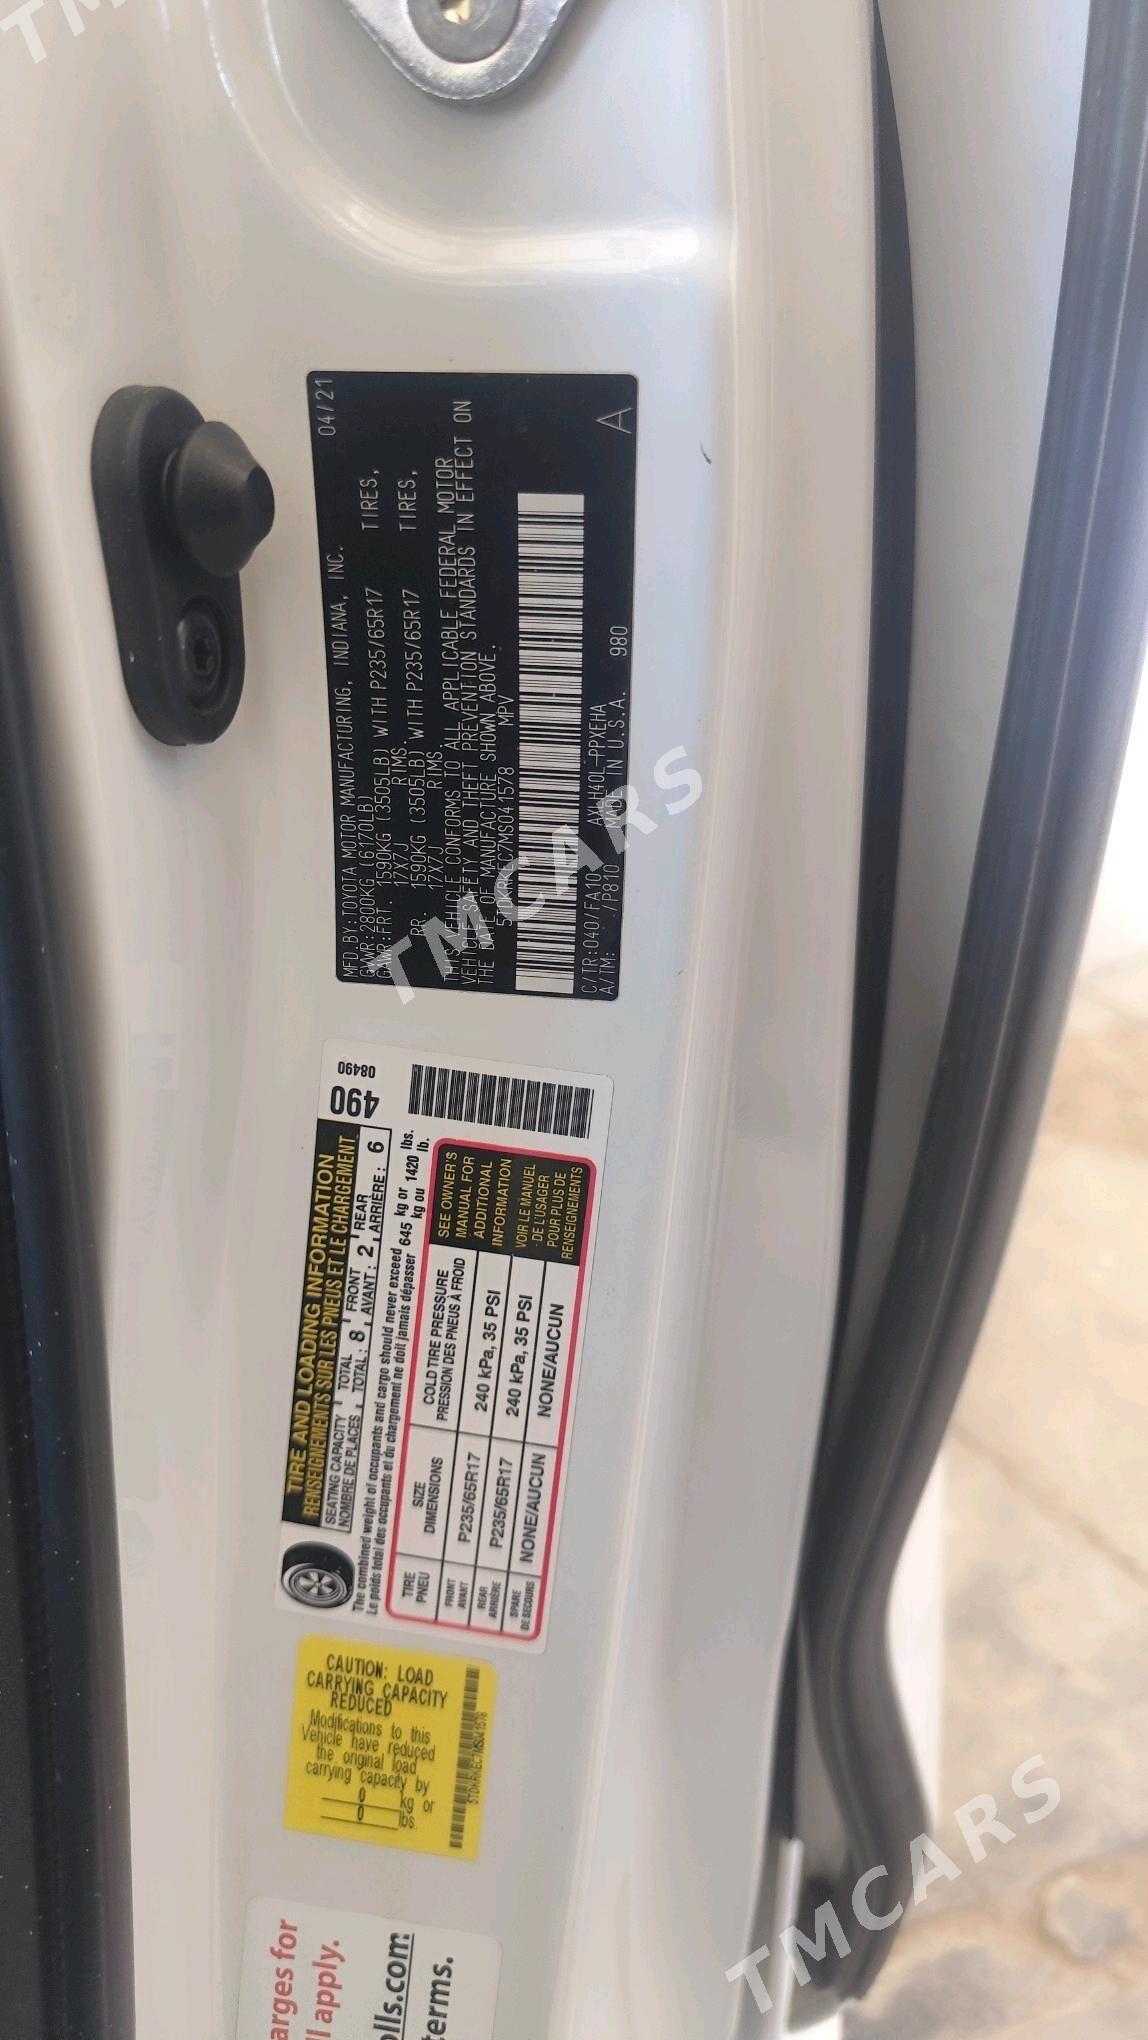 MFD.BY:TOYOTA MOTOR MANUFACTURING, INDIANA, INC. 04/21
GVWR:2800KG (6170LB)
GAWR:FRT. 1590KG (3505LB) WITH P235/65R17 TIRES,
17X7J RIMS.
RR. 1590KG (3505LB) WITH P235/65R17 TIRES,
17X7J RIMS.
THIS VEHICLE CONFORMS TO ALL APPLICABLE FEDERAL MOTOR
VEHICLE SAFETY AND THEFT PREVENTION STANDARDS IN EFFECT ON
THE DATE OF MANUFACTURE SHOWN ABOVE.
5TDKRKEC7MS041578 MPV
C/TR:040/FA10 AXLH40L-PPXEHA
A/TM: /P810 MADE IN U.S.A. 980
A
TIRE AND LOADING INFORMATION
RENSEIGNEMENTS SUR LES PNEUS ET LE CHARGEMENT
490
08490
SEATING CAPACITY TOTAL FRONT REAR
NOMBRE DE PLACES TOTAL: 8 AVANT: 2 ARRIÈRE: 6
The combined weight of occupants and cargo should never exceed 645 kg or 1420 lbs.
Le poids total des occupants et du chargement ne doit jamais dépasser kg ou lb.
TIRE SIZE COLD TIRE PRESSURE
PNEU DIMENSIONS PRESSION DES PNEUS À FROID
FRONT
AVANT P235/65R17 240 kPa, 35 PSI
REAR
ARRIÈRE P235/65R17 240 kPa, 35 PSI
SPARE
DE SECOURS NONE/AUCUN NONE/AUCUN
SEE OWNER'S
MANUAL FOR
ADDITIONAL
INFORMATION
VOIR LE MANUEL
DE L'USAGER
POUR PLUS DE
RENSEIGNEMENTS
CAUTION: LOAD
CARRYING CAPACITY
REDUCED
Modifications to this
Vehicle have reduced
the original load
carrying capacity by
0 kg or
0 lbs.
5TDKRKEC7MS041578
arges for
ll apply.
olls.com
terms.
TMCARS
TMCARS